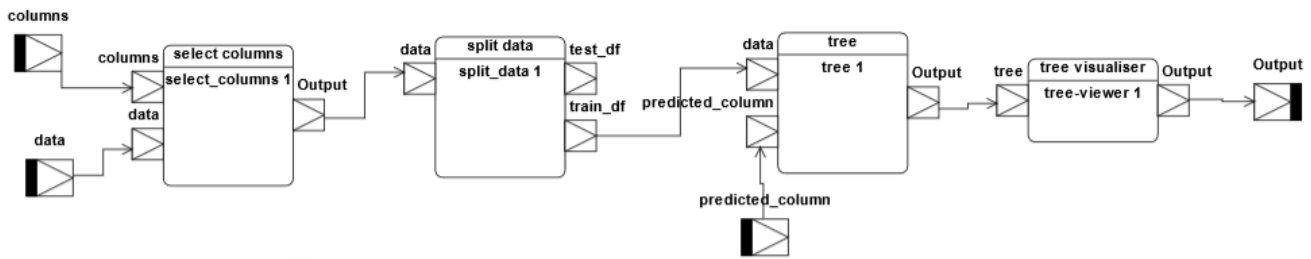 columns
columns
data
data
select columns
select_columns 1
Output
data
split data
split_data 1
test_df
train_df
data
predicted_column
predicted_column
tree
tree 1
Output
tree
tree visualiser
tree-viewer 1
Output
Output